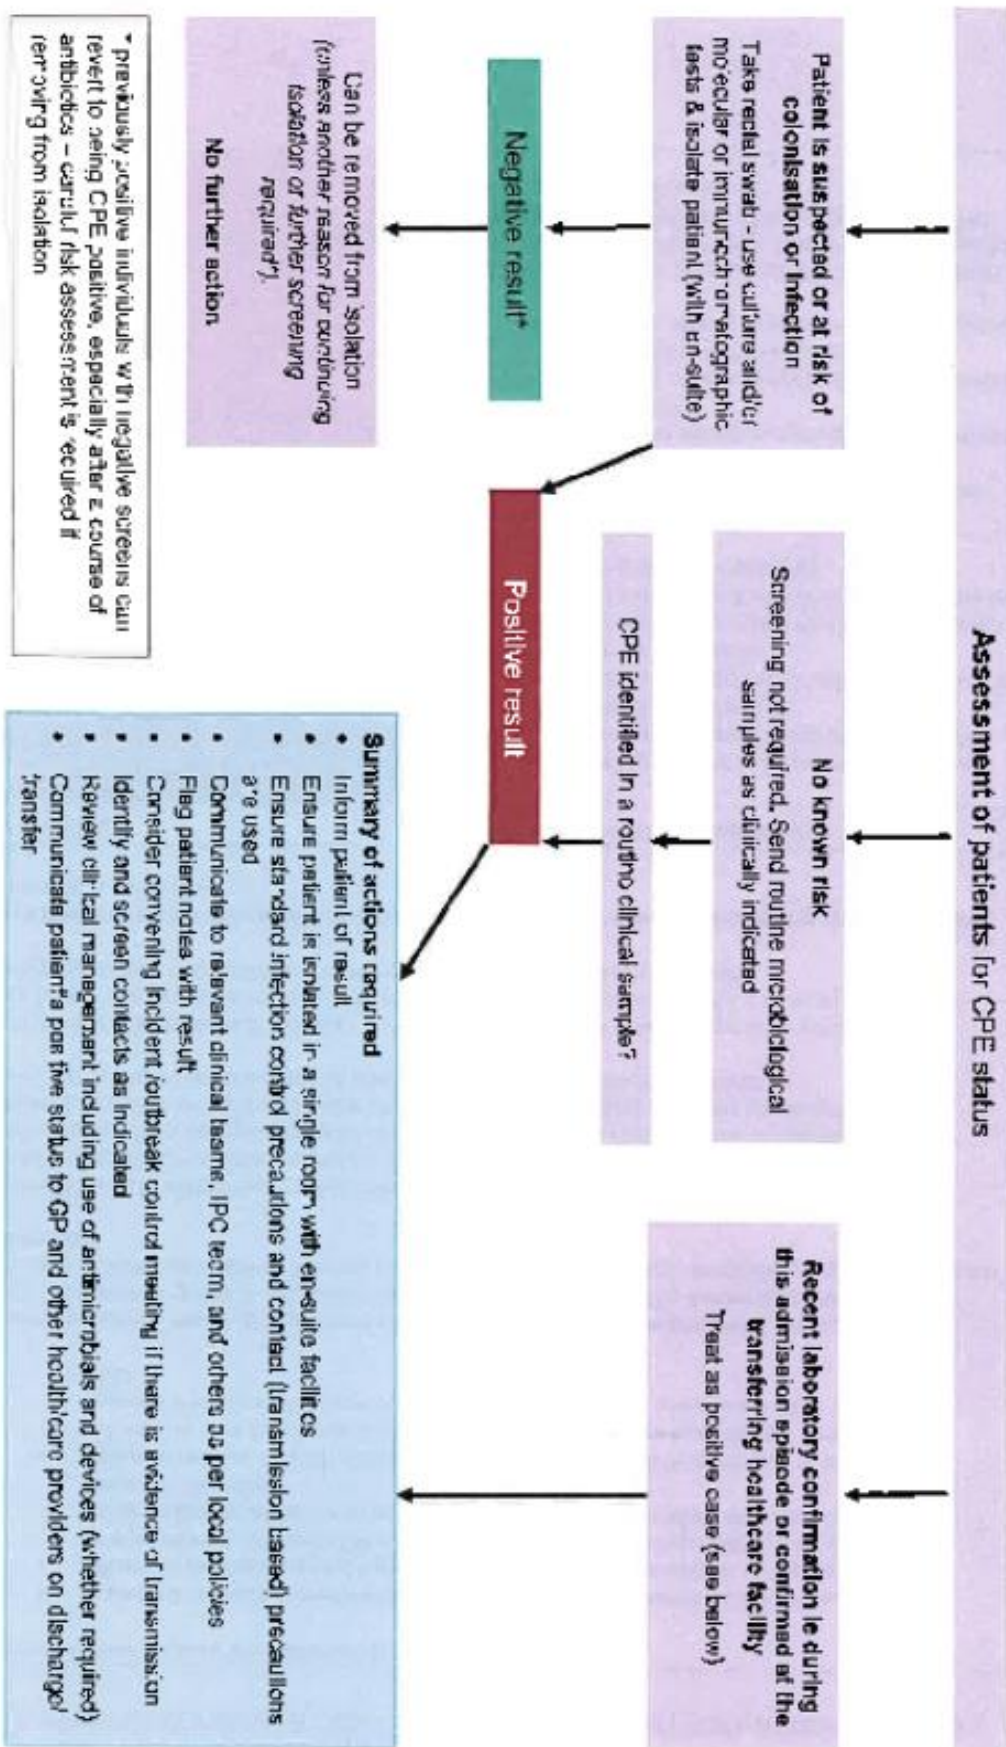 Assessment of patients for CPE status
Patient is suspected or at risk of
colonisation or infection
Take rectal swab - use culture and/or
molecular or immunochromatographic
tests & isolate patient (with en-suite)
No known risk
Screening not required. Send routine microbiological
samples as clinically indicated
Recent laboratory confirmation ie during
this admission episode or confirmed at the
transferring healthcare facility
Treat as positive case (see below)
CPE identified in a routine clinical sample?
Negative result*
Positive result
Can be removed from isolation
(unless another reason for continuing
isolation or further screening
required*).
No further action
Summary of actions required
• Inform patient of result
• Ensure patient is isolated in a single room with en-suite facilities
• Ensure standard infection control precautions and contact (transmission based) precautions
are used
• Communicate to relevant clinical teams, IPC team, and others as per local policies
• Flag patient notes with result
• Consider convening incident/outbreak control meeting if there is evidence of transmission
• Identify and screen contacts as indicated
• Review clinical management including use of antimicrobials and devices (whether required)
• Communicate patient's positive status to GP and other health/care providers on discharge/
transfer
* previously positive individuals with negative screens can
revert to being CPE positive, especially after a course of
antibiotics – careful risk assessment is required if
removing from isolation